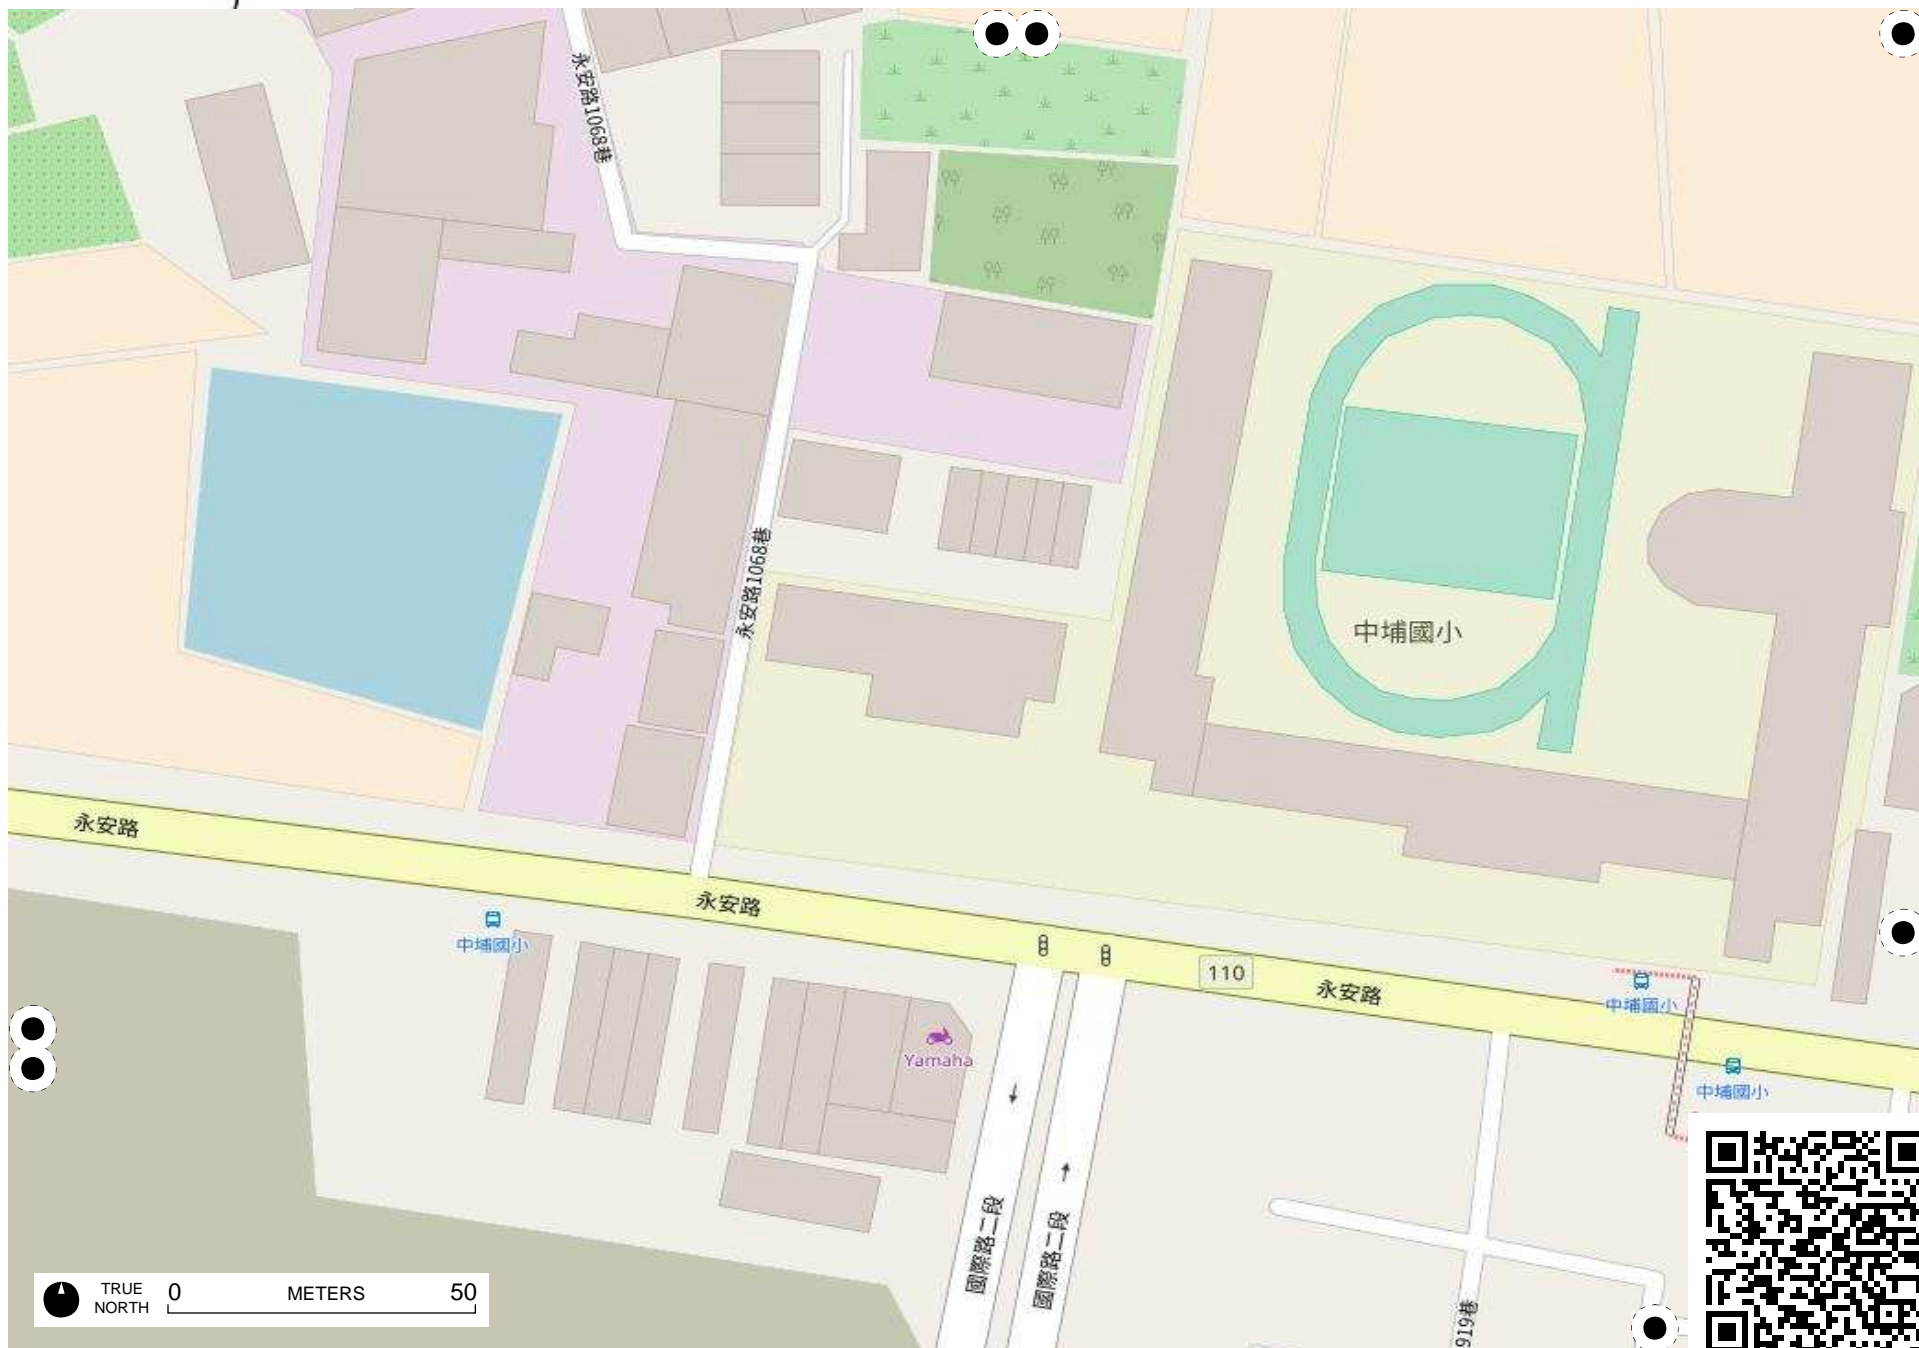 永安路1068巷
永安路1068巷
中埔國小
永安路
永安路
中埔國小
110
永安路
中埔國小
Yamaha
中埔國小
國際路二段
國際路二段
919巷
TRUE
NORTH
0 METERS 50